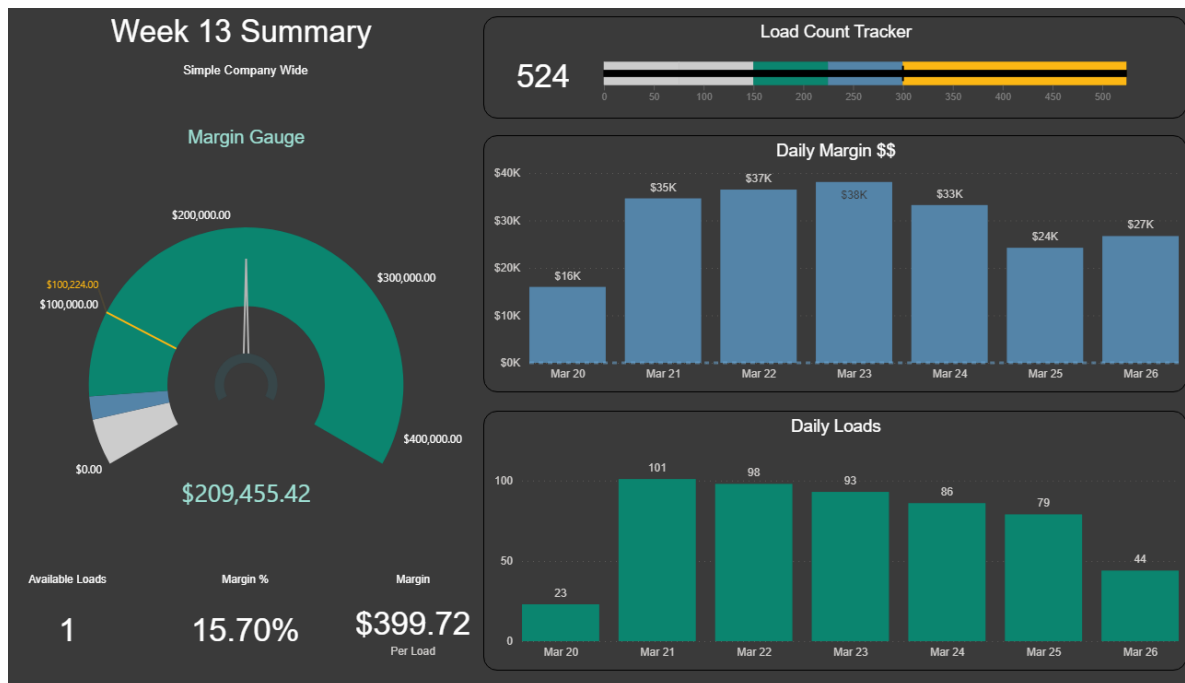 Week 13 Summary
Simple Company Wide
Margin Gauge
$200,000.00
$300,000.00
$100,224.00
$100,000.00
$400,000.00
$0.00
$209,455.42
Available Loads
1
Margin %
15.70%
Margin
$399.72
Per Load
Load Count Tracker
524
0 50 100 150 200 250 300 350 400 450 500
Daily Margin $$
$40K
$30K
$20K
$10K
$0K
$16K $35K $37K $38K $33K $24K $27K
Mar 20 Mar 21 Mar 22 Mar 23 Mar 24 Mar 25 Mar 26
Daily Loads
100
50
0
23 101 98 93 86 79 44
Mar 20 Mar 21 Mar 22 Mar 23 Mar 24 Mar 25 Mar 26